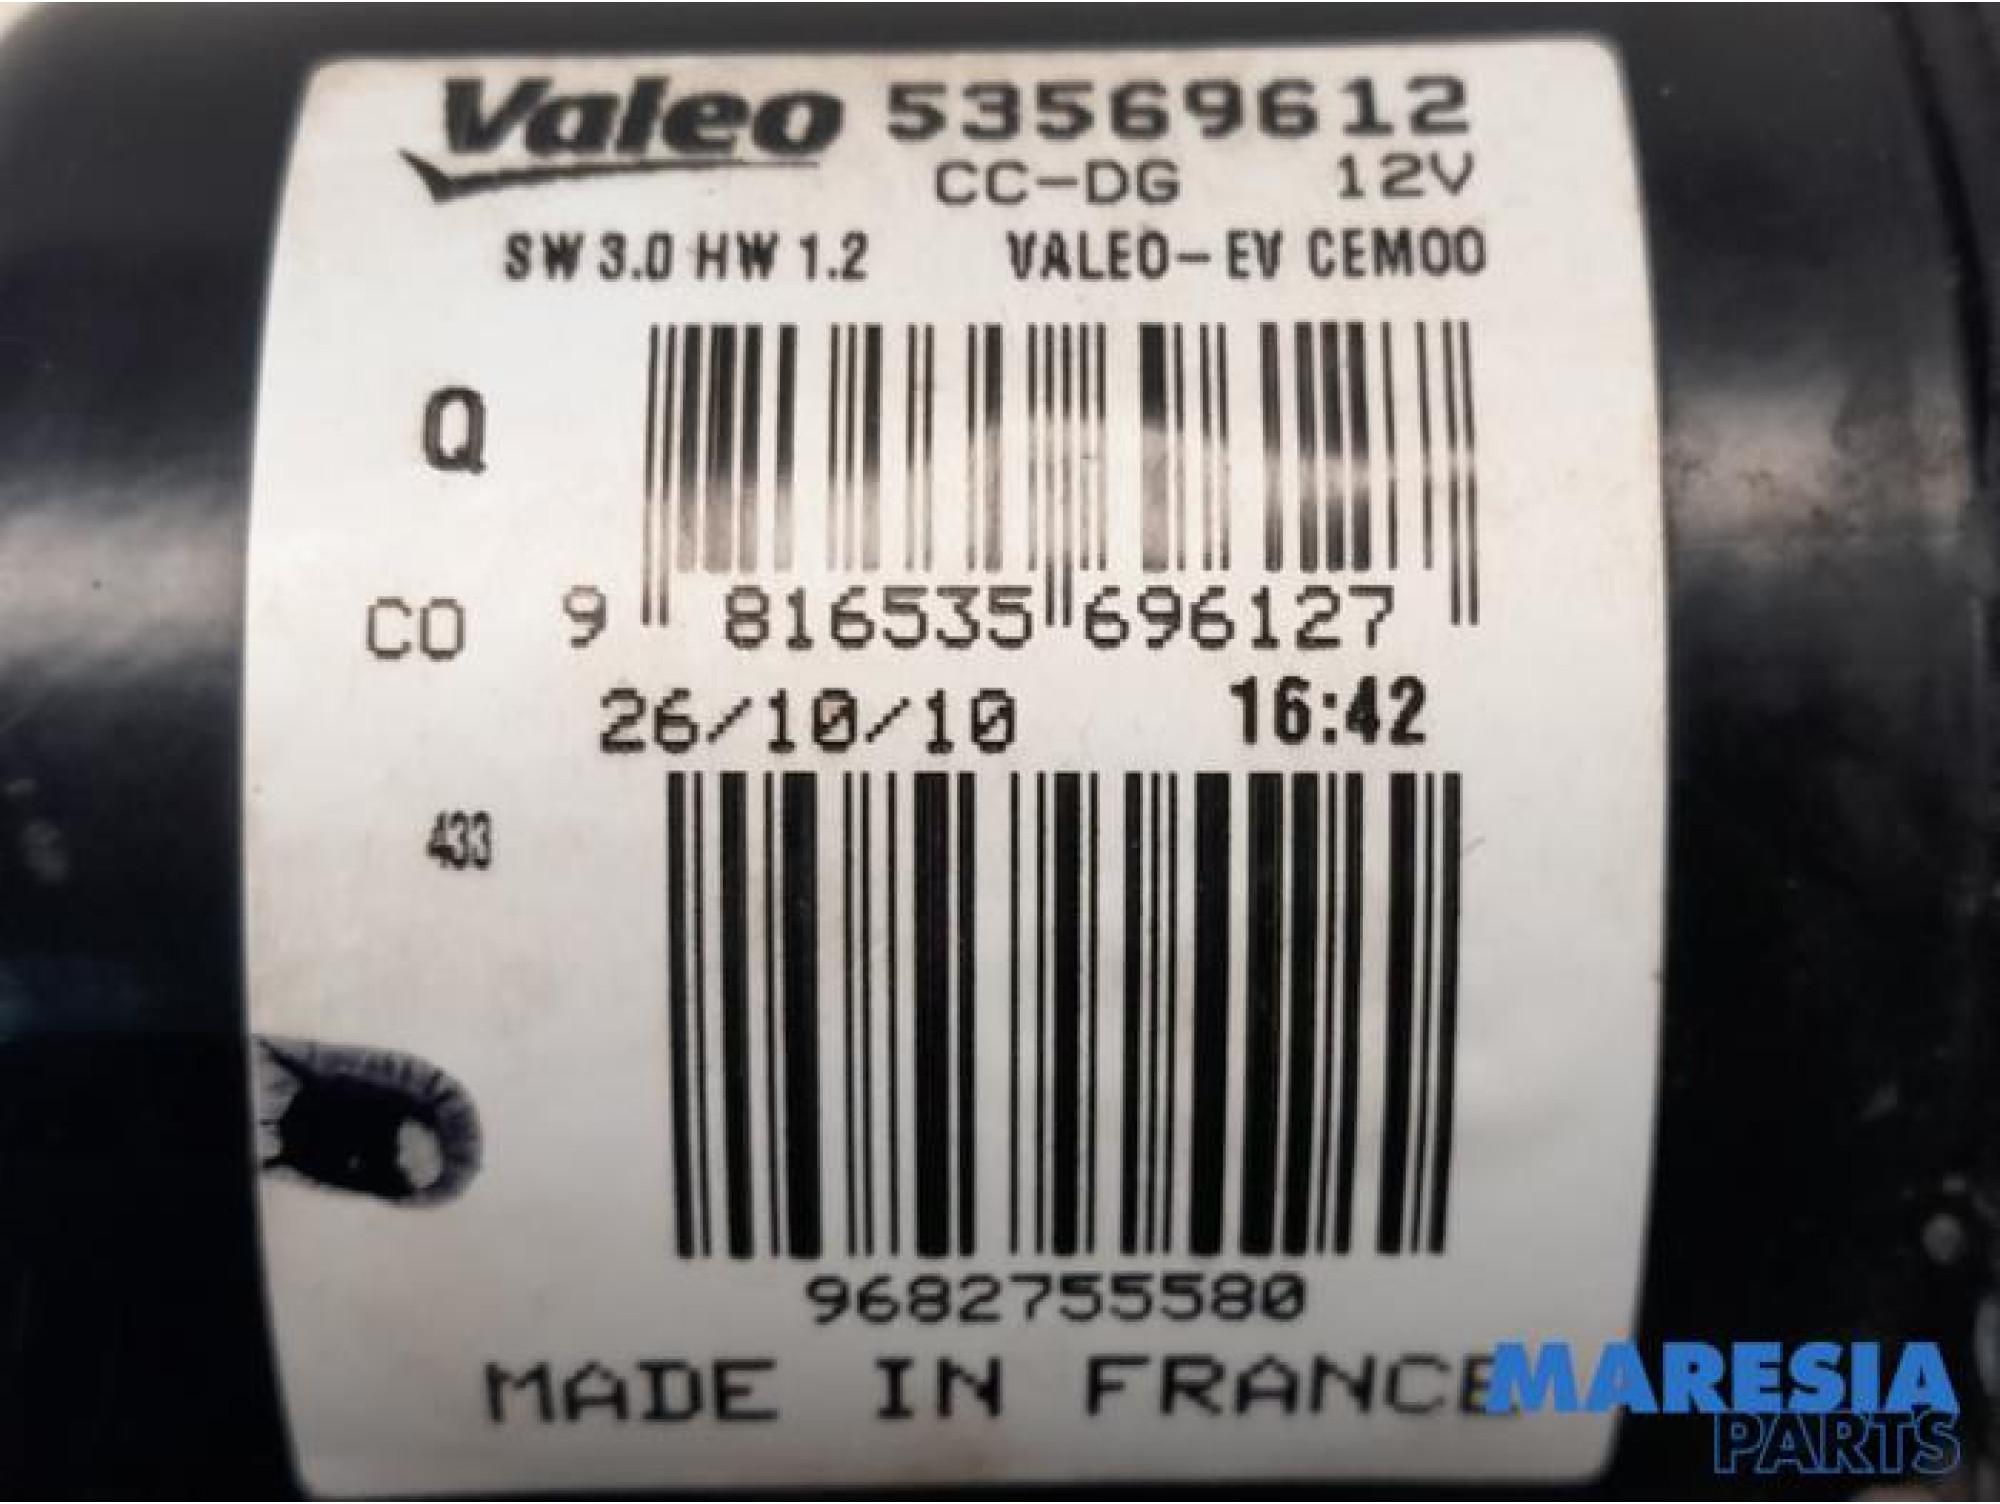 Valeo 53569612
CC-DG 12V
SW 3.0 HW 1.2 VALEO-EV CEM00
Q
CO 9 816535 696127
26/10/10 16:42
433
9682755580
MADE IN FRANCE
MARESIA
PARTS